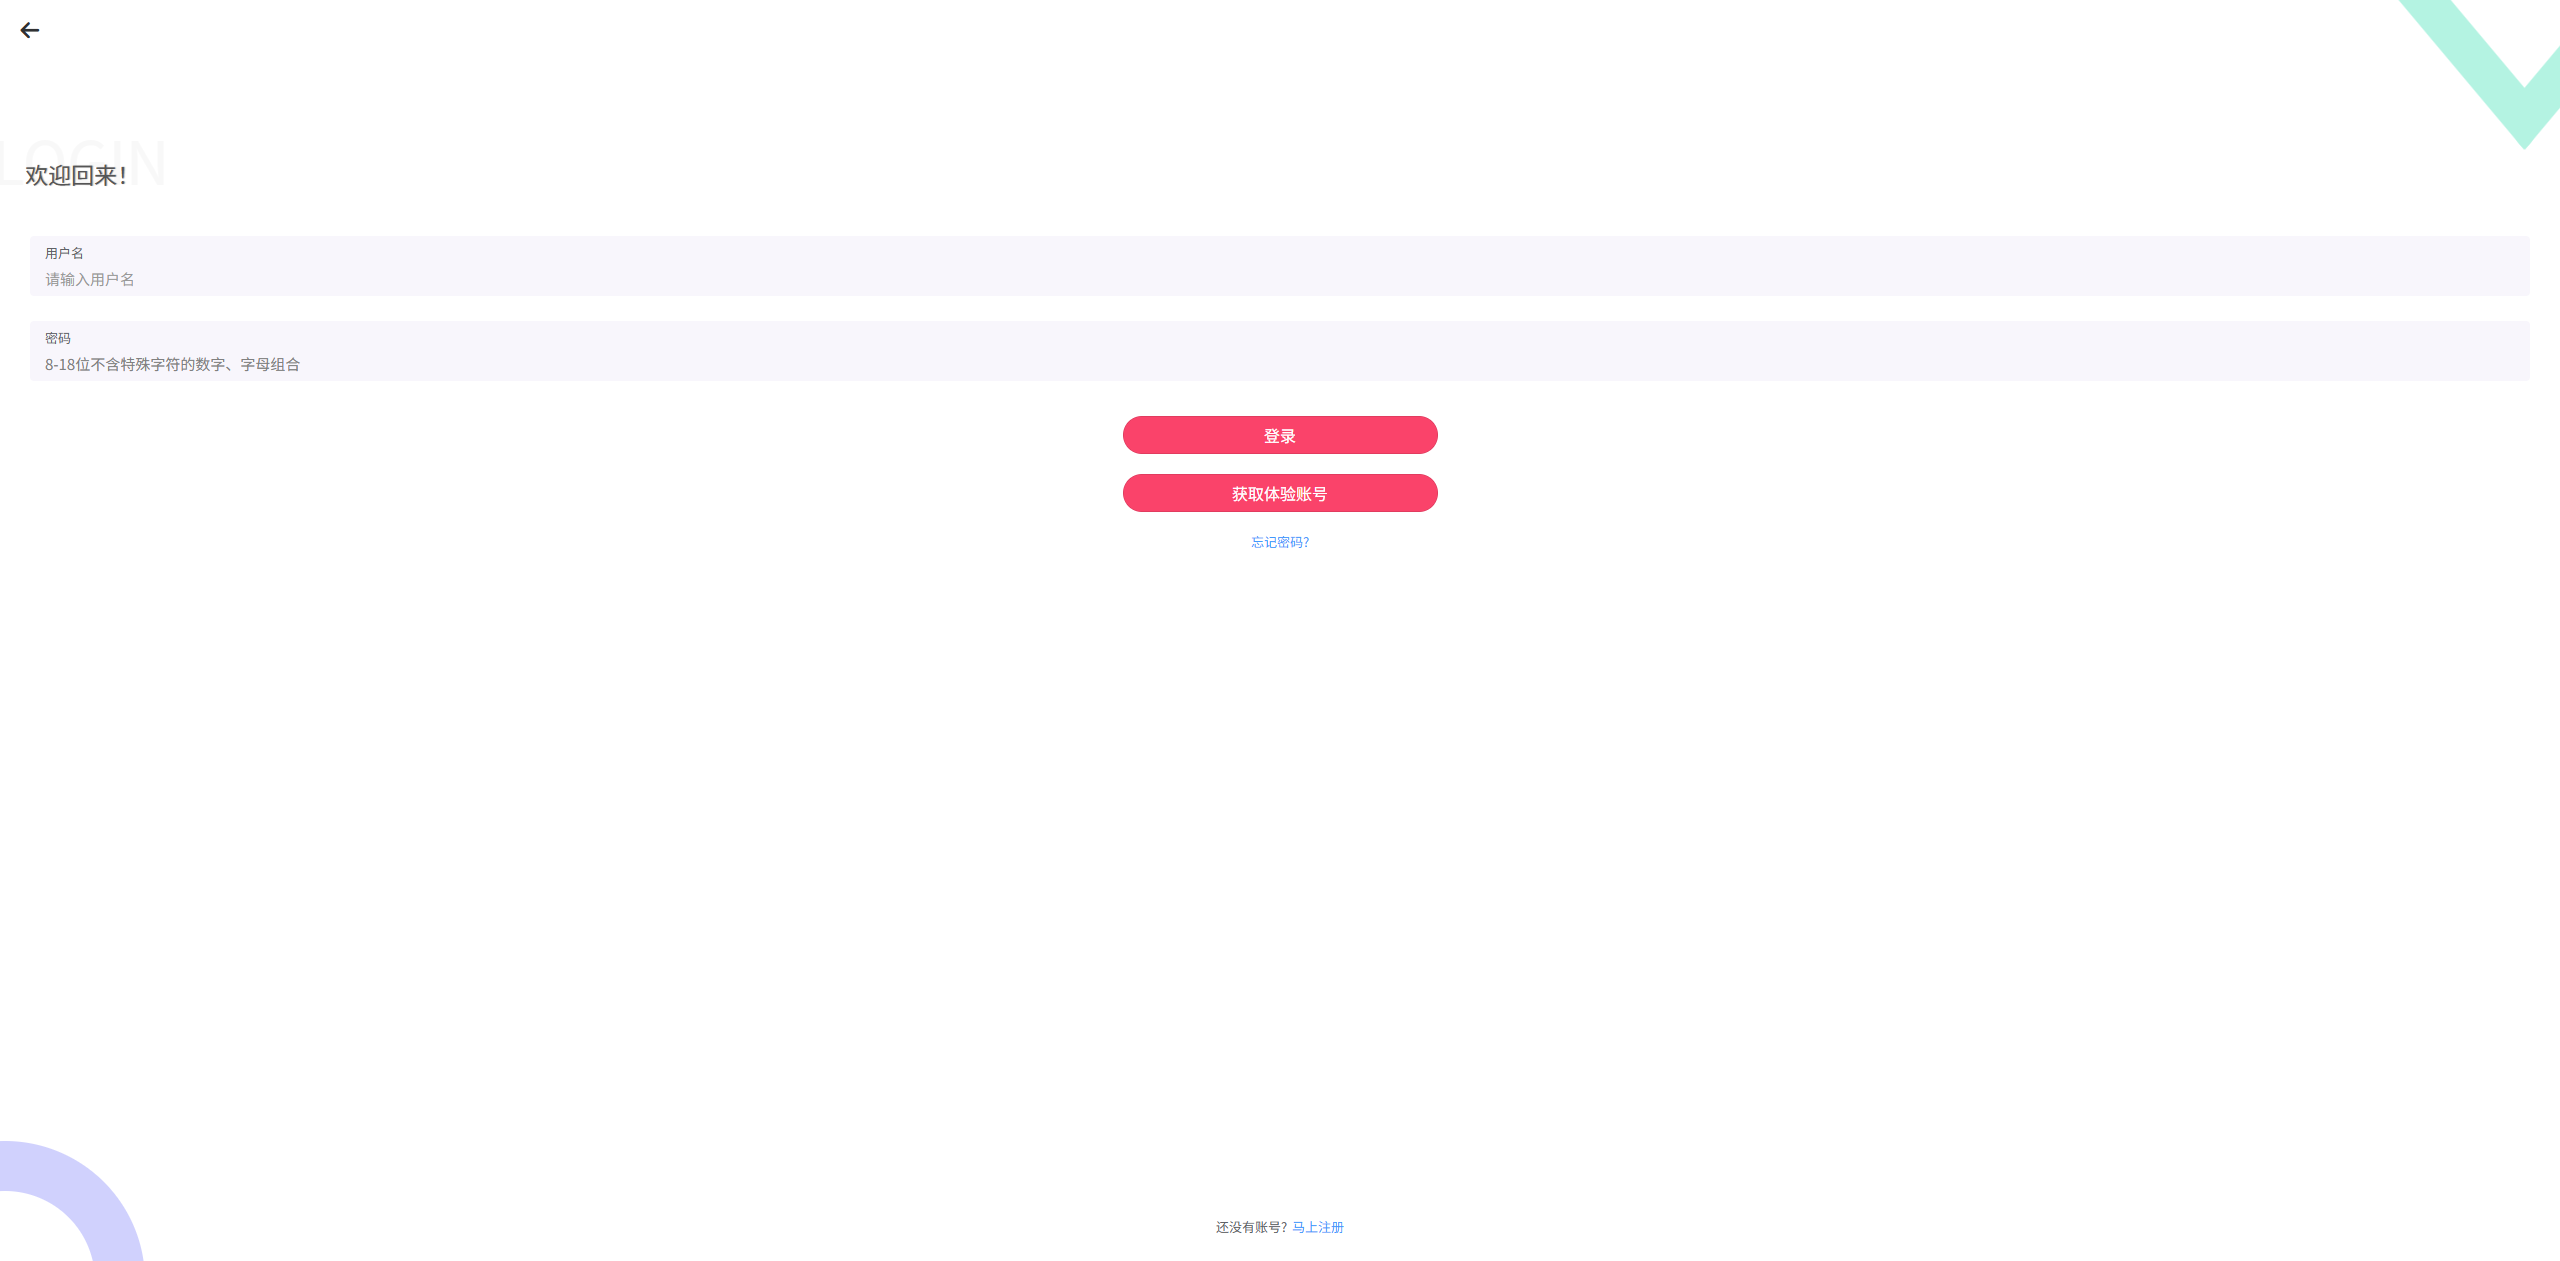 LOGIN
欢迎回来！
用户名
请输入用户名
密码
8-18位不含特殊字符的数字、字母组合
登录
获取体验账号
忘记密码?
还没有账号? 马上注册